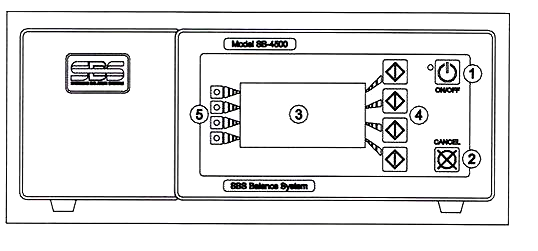 Model SB-4500
SBS
1
ON/OFF
5
3
4
CANCEL
2
SBS Balance System